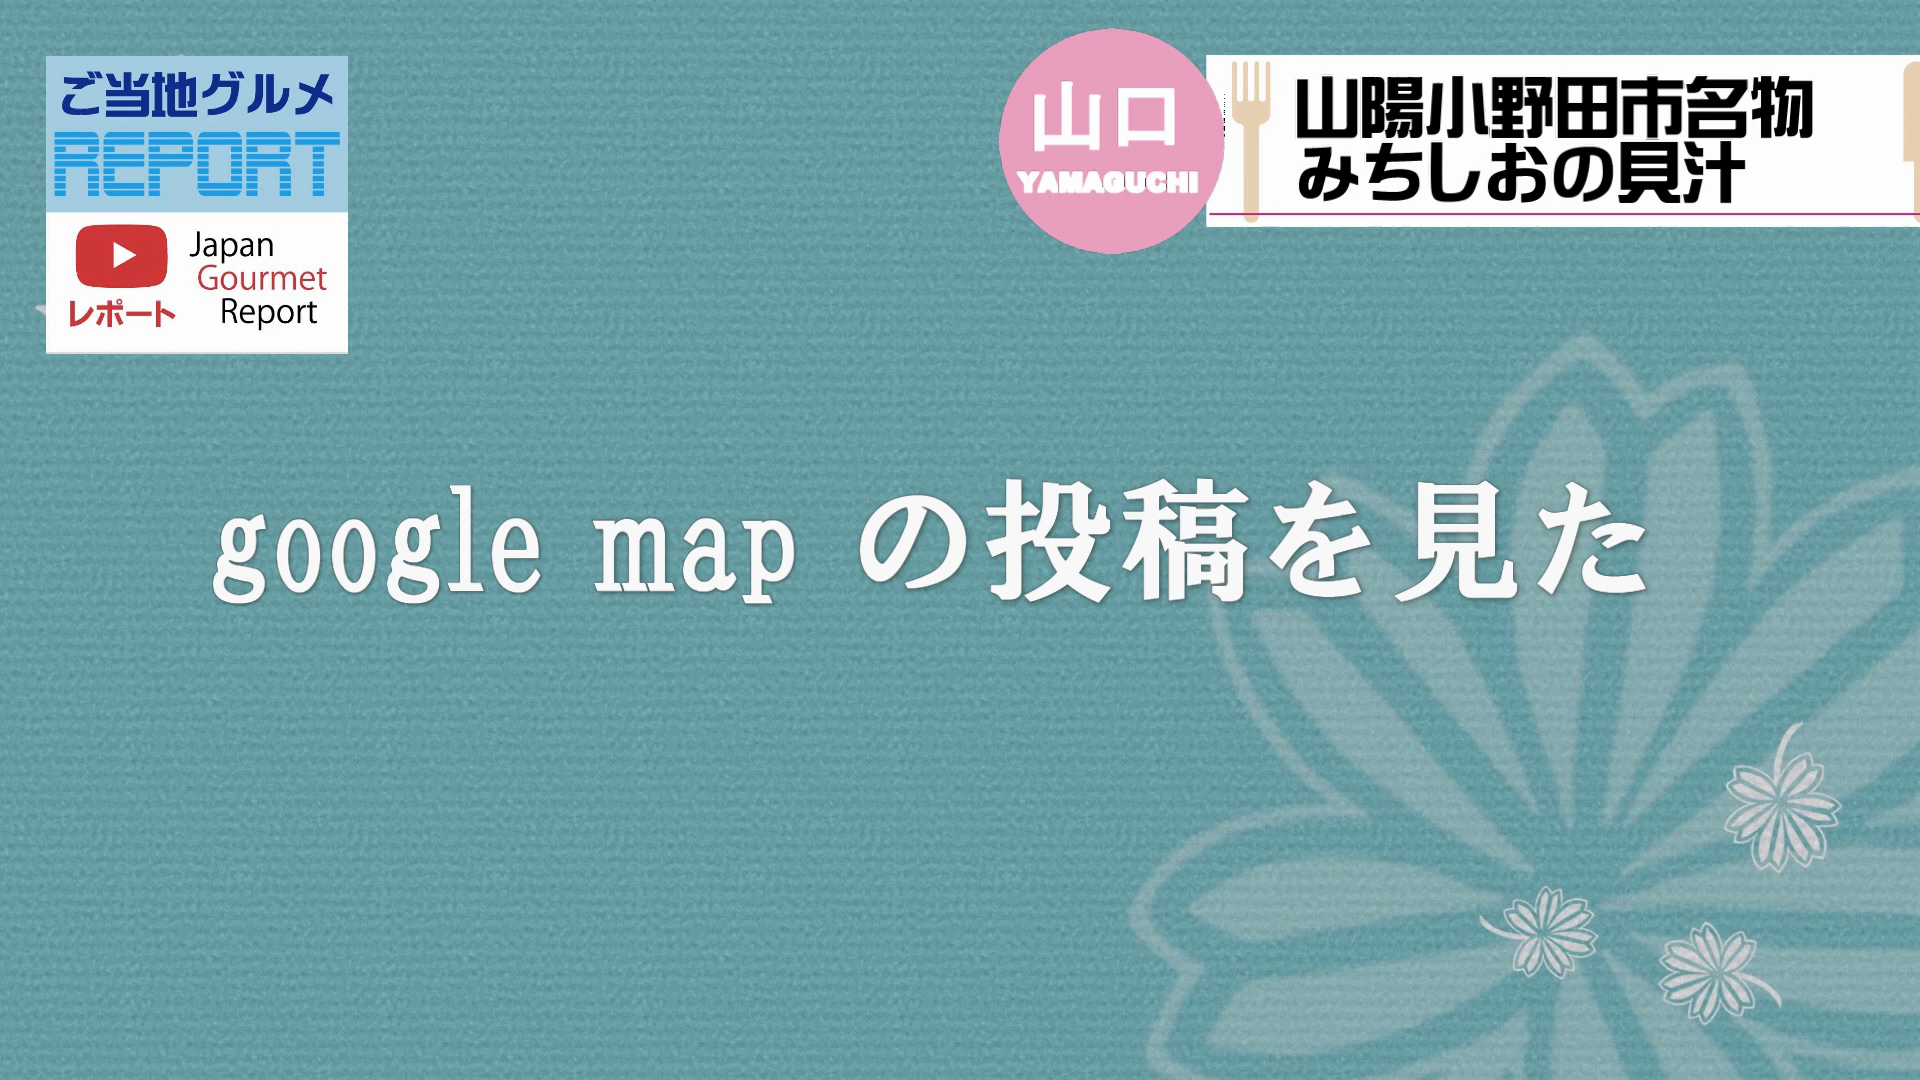 ご当地グルメ
REPORT
レポート
Japan
Gourmet
Report
山口
YAMAGUCHI
山陽小野田市名物
みちしおの貝汁
google map の投稿を見た